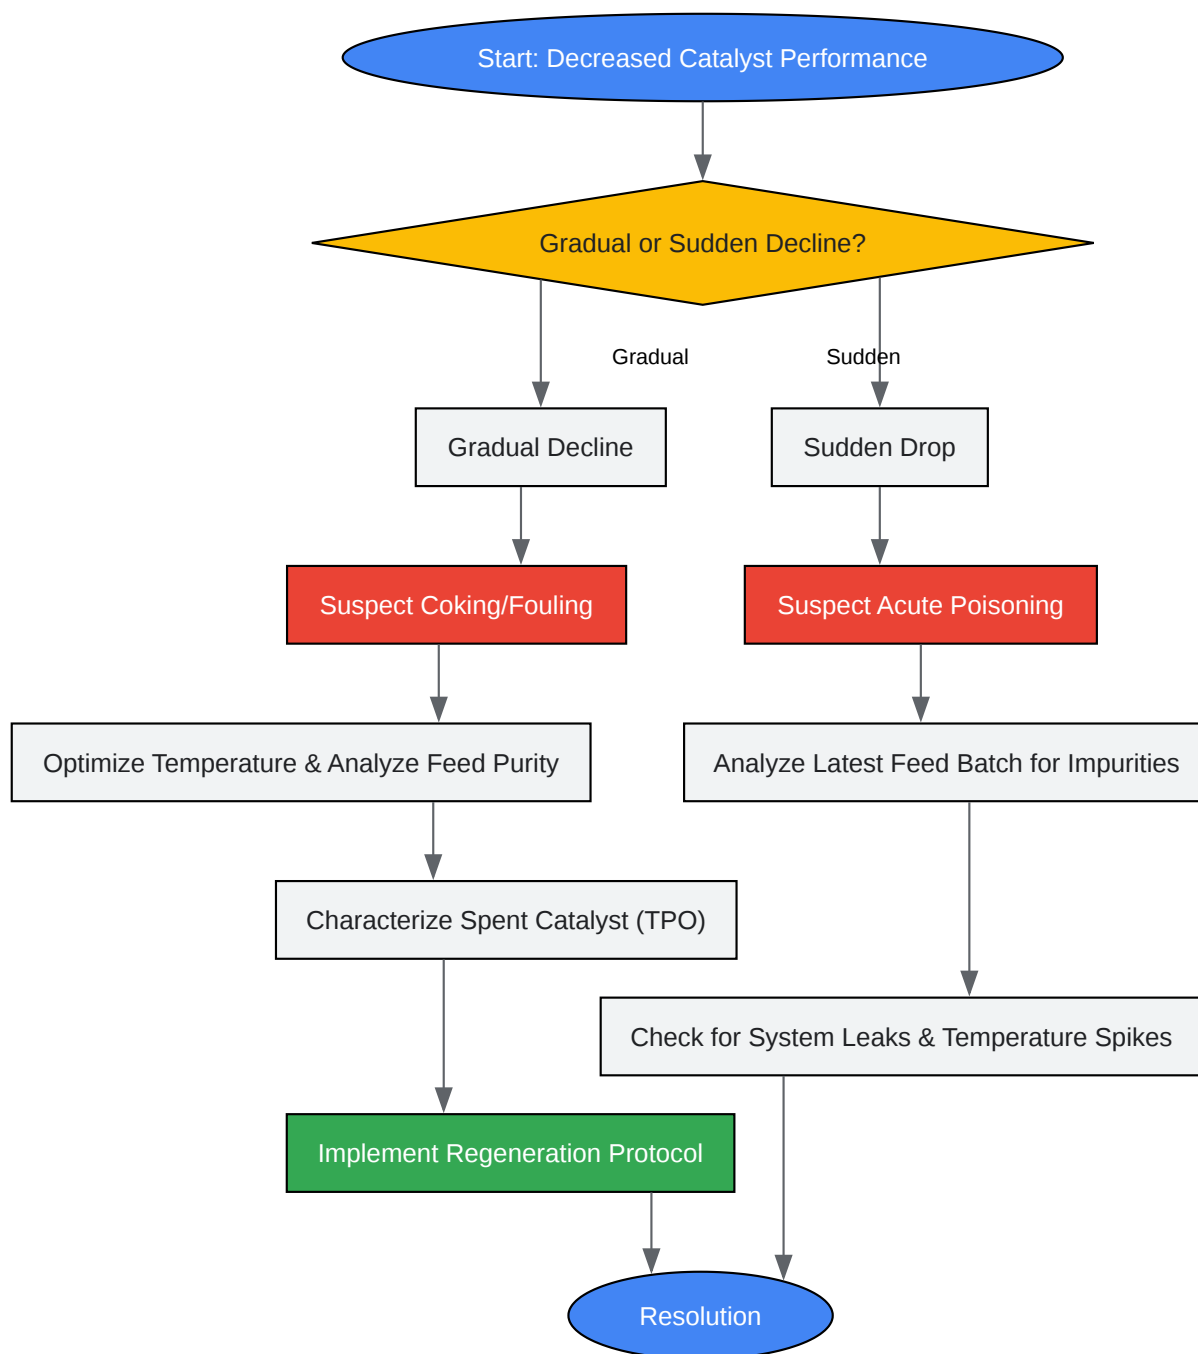 Start: Decreased Catalyst Performance
Gradual or Sudden Decline?
Gradual
Sudden
Gradual Decline
Sudden Drop
Suspect Coking/Fouling
Suspect Acute Poisoning
Optimize Temperature & Analyze Feed Purity
Analyze Latest Feed Batch for Impurities
Characterize Spent Catalyst (TPO)
Check for System Leaks & Temperature Spikes
Implement Regeneration Protocol
Resolution